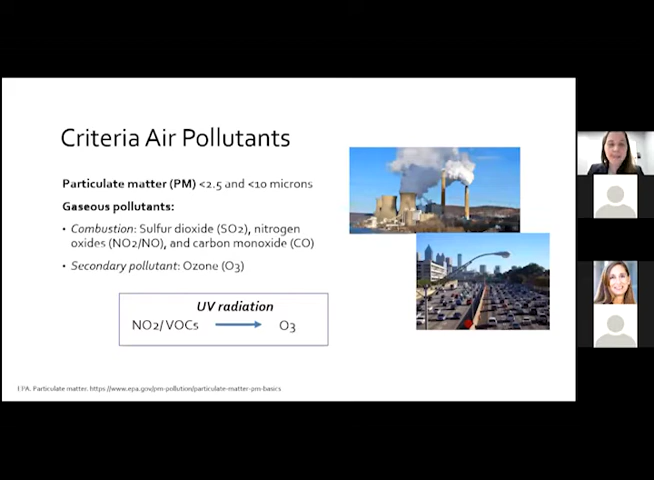 Criteria Air Pollutants
Particulate matter (PM) <2.5 and <10 microns
Gaseous pollutants:
• Combustion: Sulfur dioxide (SO2), nitrogen
oxides (NO2/NO), and carbon monoxide (CO)
• Secondary pollutant: Ozone (O3)
UV radiation
NO2/VOCs O3
EPA. Particulate matter. https://www.epa.gov/pm-pollution/particulate-matter-pm-basics